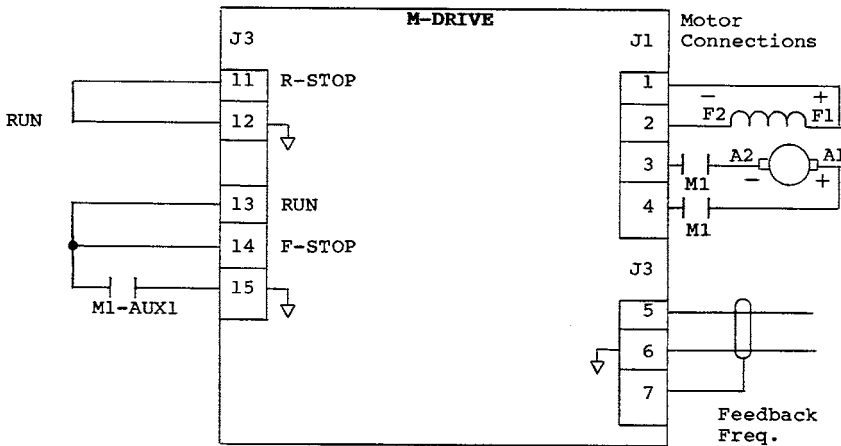 M-DRIVE
J3
J1
Motor
Connections
11 R-STOP
12
RUN
13 RUN
14 F-STOP
15
M1-AUX1
1
− +
2 F2 F1
3 A2 A1
M1 − +
4
M1
J3
5
6
7
Feedback
Freq.